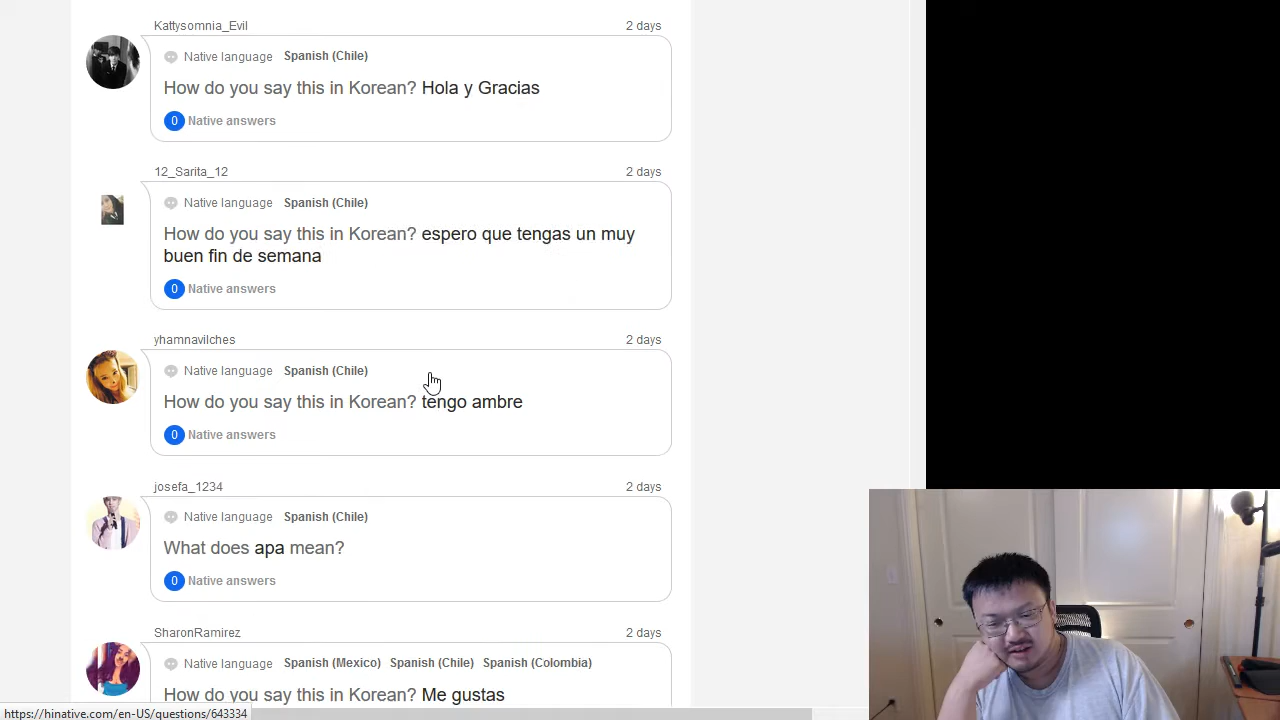 Kattysomnia_Evil 2 days
Native language Spanish (Chile)
How do you say this in Korean? Hola y Gracias
0 Native answers
12_Sarita_12 2 days
Native language Spanish (Chile)
How do you say this in Korean? espero que tengas un muy
buen fin de semana
0 Native answers
yhamnavilches 2 days
Native language Spanish (Chile)
How do you say this in Korean? tengo ambre
0 Native answers
josefa_1234 2 days
Native language Spanish (Chile)
What does apa mean?
0 Native answers
SharonRamirez 2 days
Native language Spanish (Mexico) Spanish (Chile) Spanish (Colombia)
How do you say this in Korean? Me gustas
https://hinative.com/en-US/questions/643334